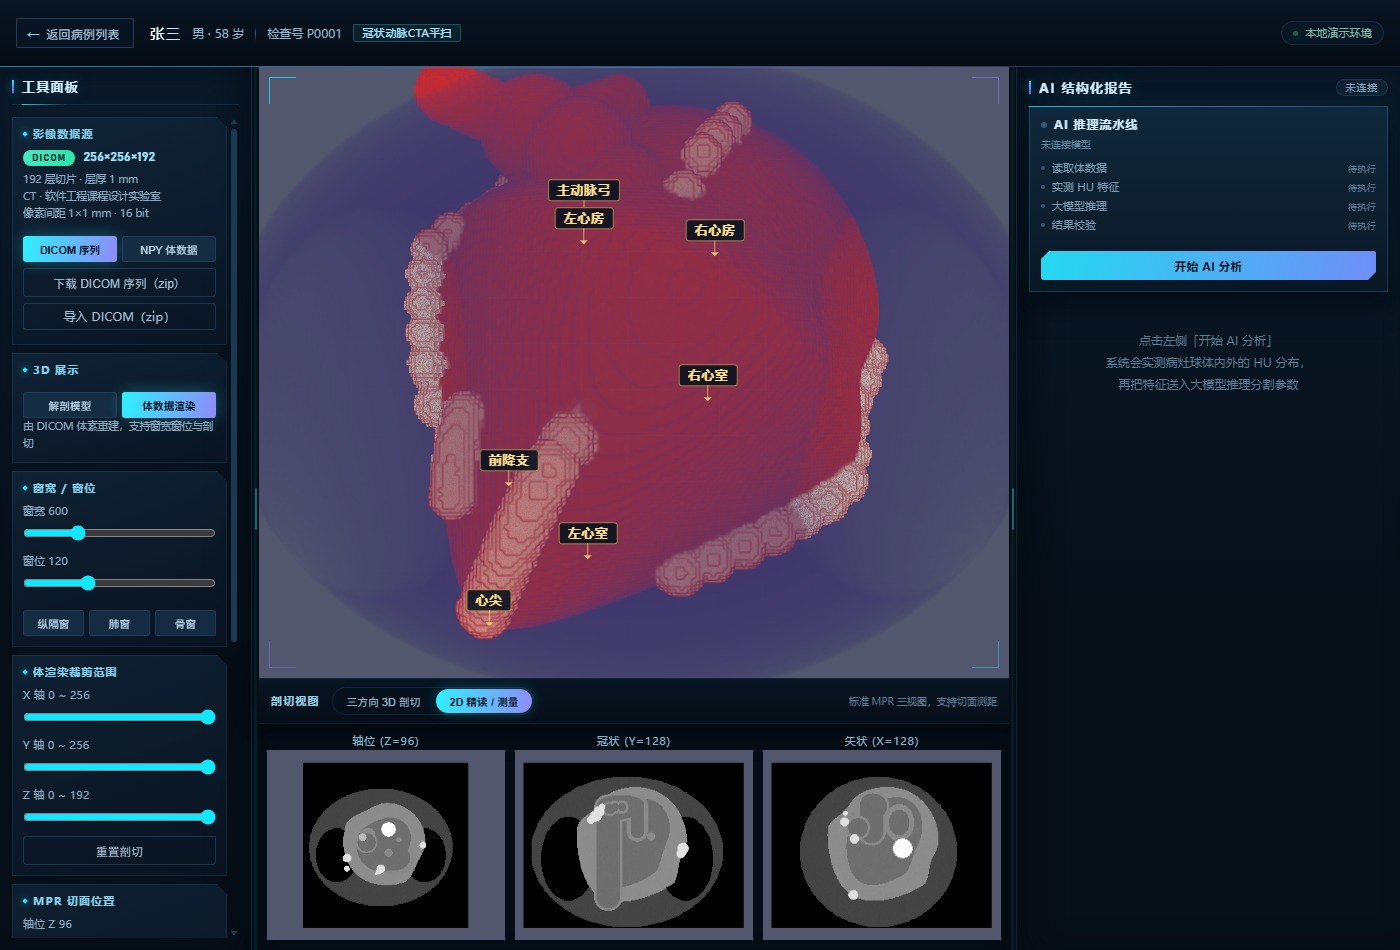 ← 返回病例列表
张三 男 · 58 岁
检查号 P0001
冠状动脉CTA平扫
本地演示环境
工具面板
影像数据源
DICOM 256×256×192
192 层切片 · 层厚 1 mm
CT · 软件工程课程设计实验室
像素间距 1×1 mm · 16 bit
DICOM 序列
NPY 体数据
下载 DICOM 序列（zip）
导入 DICOM（zip）
3D 展示
解剖模型
体数据渲染
由 DICOM 体素重建，支持窗宽窗位与剖
切
窗宽 / 窗位
窗宽 600
窗位 120
纵隔窗
肺窗
骨窗
体渲染裁剪范围
X 轴 0 ~ 256
Y 轴 0 ~ 256
Z 轴 0 ~ 192
重置剖切
MPR 切面位置
轴位 Z 96
主动脉弓
左心房
右心房
右心室
前降支
左心室
心尖
剖切视图
三方向 3D 剖切
2D 精读 / 测量
标准 MPR 三视图，支持切面测距
轴位 (Z=96)
冠状 (Y=128)
矢状 (X=128)
AI 结构化报告
未连接
AI 推理流水线
未连接模型
读取体数据 待执行
实测 HU 特征 待执行
大模型推理 待执行
结果校验 待执行
开始 AI 分析
点击左侧「开始 AI 分析」
系统会实测病灶球体内外的 HU 分布，
再把特征送入大模型推理分割参数